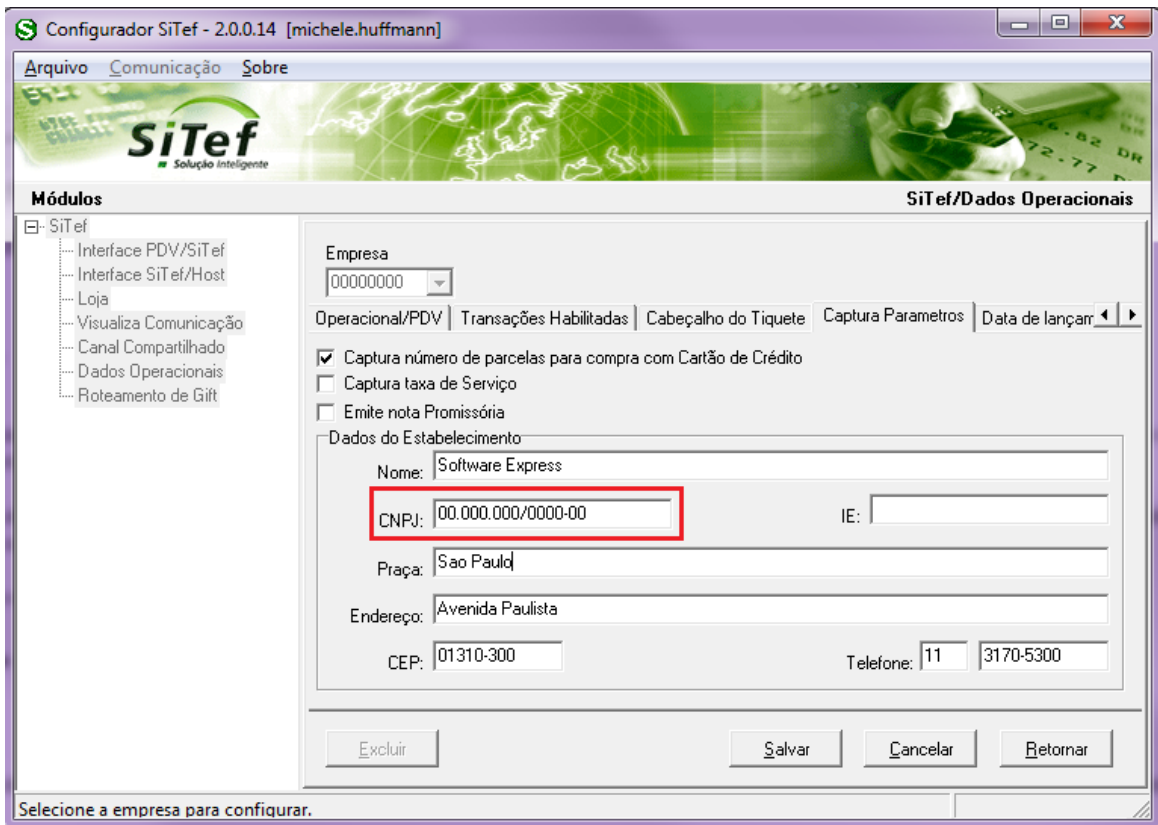 Configurador SiTef - 2.0.0.14 [michele.huffmann]
Arquivo Comunicação Sobre
SiTef
Solução Inteligente
82 DR
72.77 DR
Módulos
SiTef/Dados Operacionais
SiTef
Interface PDV/SiTef
Interface SiTef/Host
Loja
Visualiza Comunicação
Canal Compartilhado
Dados Operacionais
Roteamento de Gift
Empresa
00000000
Operacional/PDV Transações Habilitadas Cabeçalho do Tiquete Captura Parametros Data de lançam
Captura número de parcelas para compra com Cartão de Crédito
Captura taxa de Serviço
Emite nota Promissória
Dados do Estabelecimento
Nome: Software Express
CNPJ: 00.000.000/0000-00 IE:
Praça: Sao Paulo
Endereço: Avenida Paulista
CEP: 01310-300 Telefone: 11 3170-5300
Excluir Salvar Cancelar Retornar
Selecione a empresa para configurar.